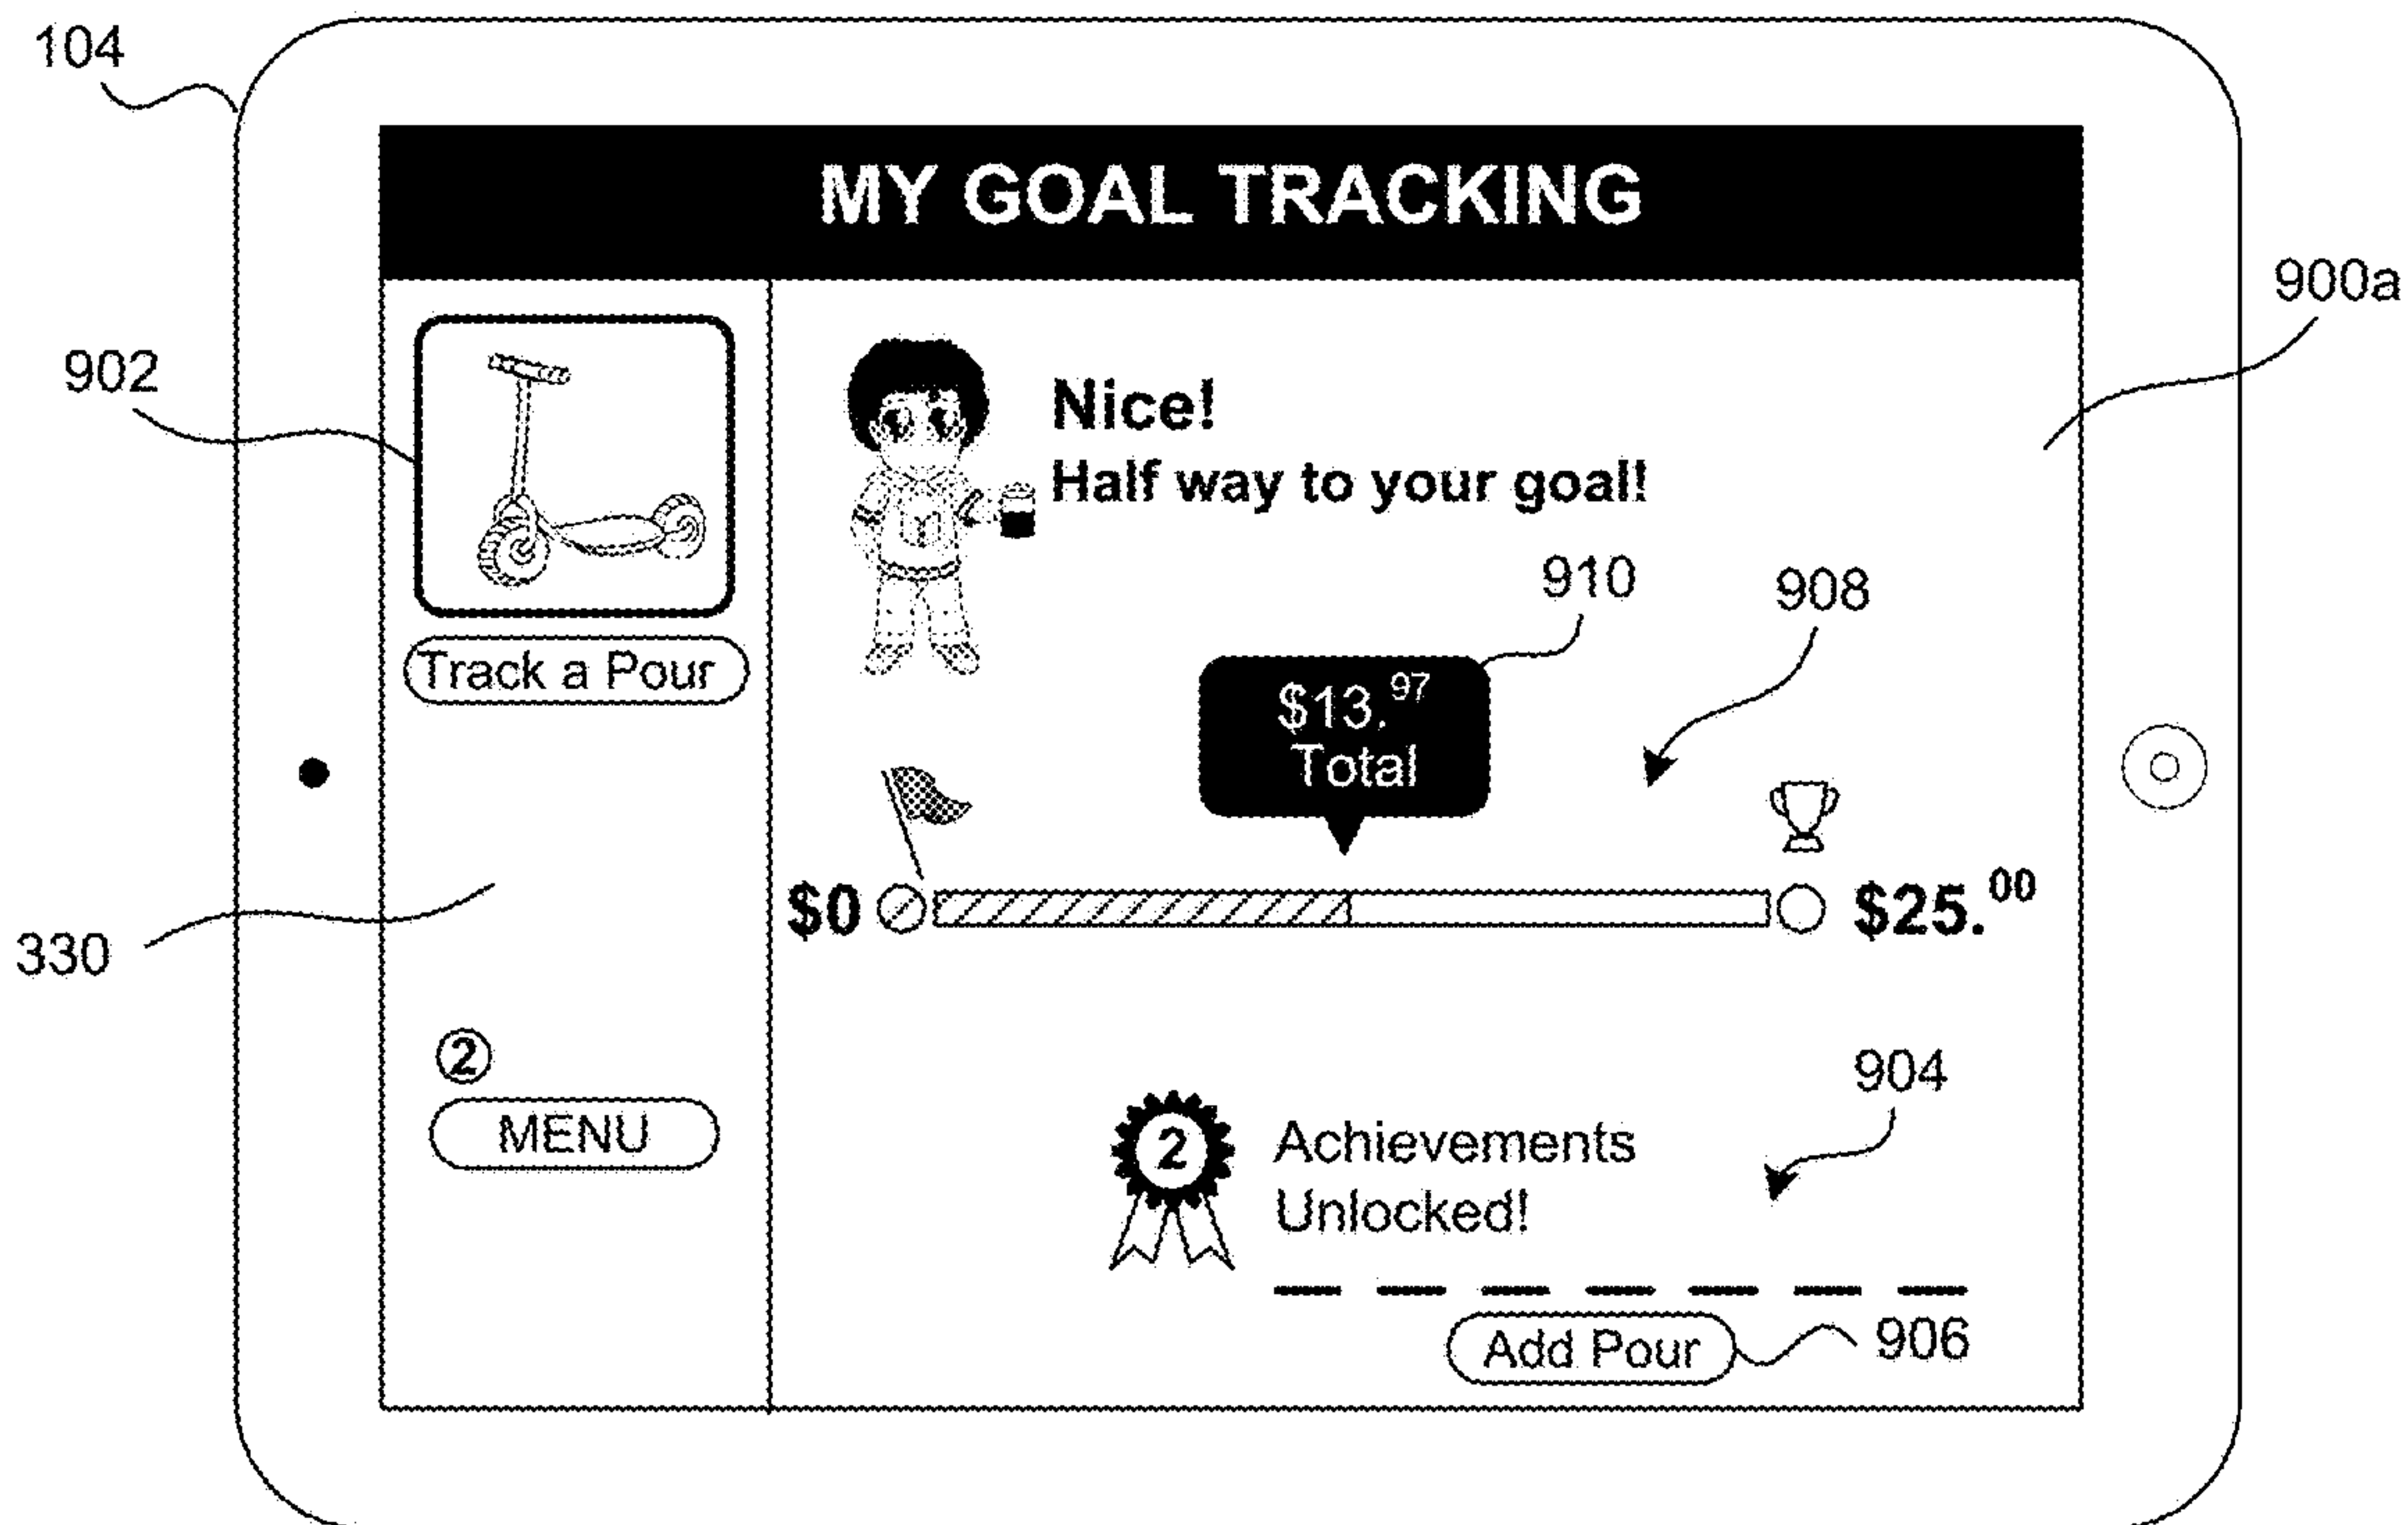 104
MY GOAL TRACKING
900a
902
Track a Pour
330
2
MENU
Nice!
Half way to your goal!
910
908
$13.97
Total
$0
$25.00
904
2
Achievements
Unlocked!
Add Pour
906